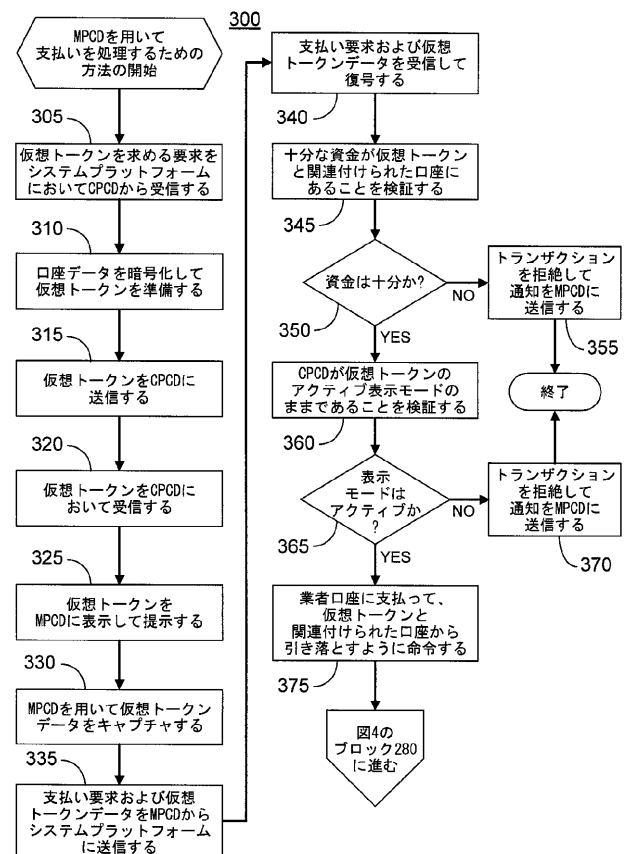 300
MPCDを用いて
支払いを処理するための
方法の開始
305
仮想トークンを求める要求を
システムプラットフォーム
においてCPCDから受信する
310
口座データを暗号化して
仮想トークンを準備する
315
仮想トークンをCPCDに
送信する
320
仮想トークンをCPCDに
おいて受信する
325
仮想トークンを
MPCDに表示して提示する
330
MPCDを用いて仮想トークン
データをキャプチャする
335
支払い要求および仮想
トークンデータをMPCDから
システムプラットフォーム
に送信する
支払い要求および仮想
トークンデータを受信して
復号する
340
十分な資金が仮想トークン
と関連付けられた口座に
あることを検証する
345
資金は十分か?
350
NO
YES
トランザクション
を拒絶して
通知をMPCDに
送信する
355
終了
CPCDが仮想トークンの
アクティブ表示モードの
ままであることを検証する
360
表示
モードは
アクティブか
?
365
NO
YES
トランザクション
を拒絶して
通知をMPCDに
送信する
370
業者口座に支払って、
仮想トークンと
関連付けられた口座から
引き落とすように命令する
375
図4の
ブロック280
に進む